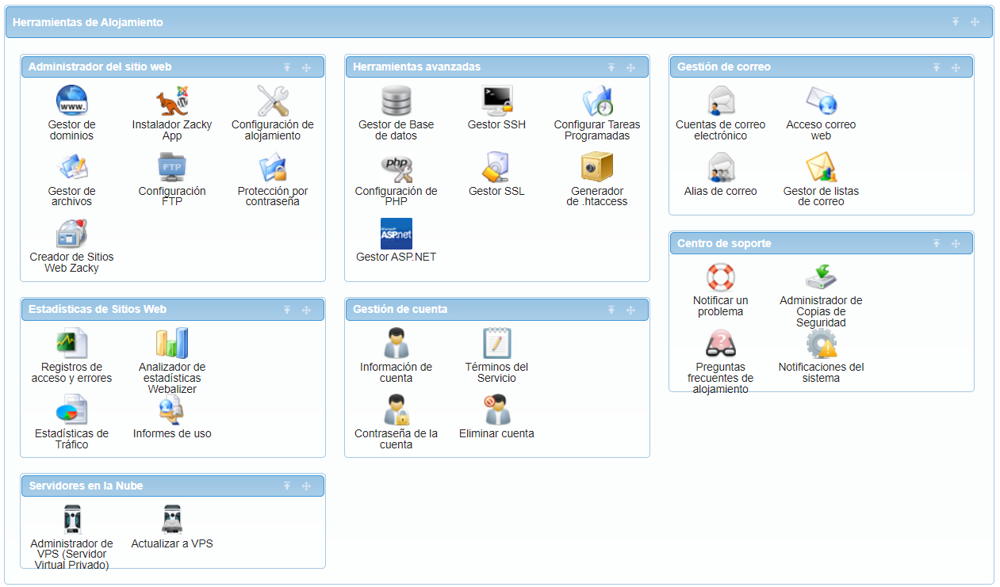 Herramientas de Alojamiento
Administrador del sitio web
www.
Gestor de
dominios
Instalador Zacky
App
Configuración de
alojamiento
Gestor de
archivos
FTP
Configuración
FTP
Protección por
contraseña
Creador de Sitios
Web Zacky
Herramientas avanzadas
Gestor de Base
de datos
Gestor SSH
Configurar Tareas
Programadas
php
Configuración de
PHP
Gestor SSL
Generador
de .htaccess
ASP.net
Gestor ASP.NET
Gestión de correo
Cuentas de correo
electrónico
Acceso correo
web
Alias de correo
Gestor de listas
de correo
Centro de soporte
Notificar un
problema
Administrador de
Copias de
Seguridad
Preguntas
frecuentes de
alojamiento
Notificaciones del
sistema
Estadísticas de Sitios Web
Registros de
acceso y errores
Analizador de
estadísticas
Webalizer
Estadísticas de
Tráfico
Informes de uso
Gestión de cuenta
Información de
cuenta
Términos del
Servicio
Contraseña de la
cuenta
Eliminar cuenta
Servidores en la Nube
Administrador de
VPS (Servidor
Virtual Privado)
Actualizar a VPS